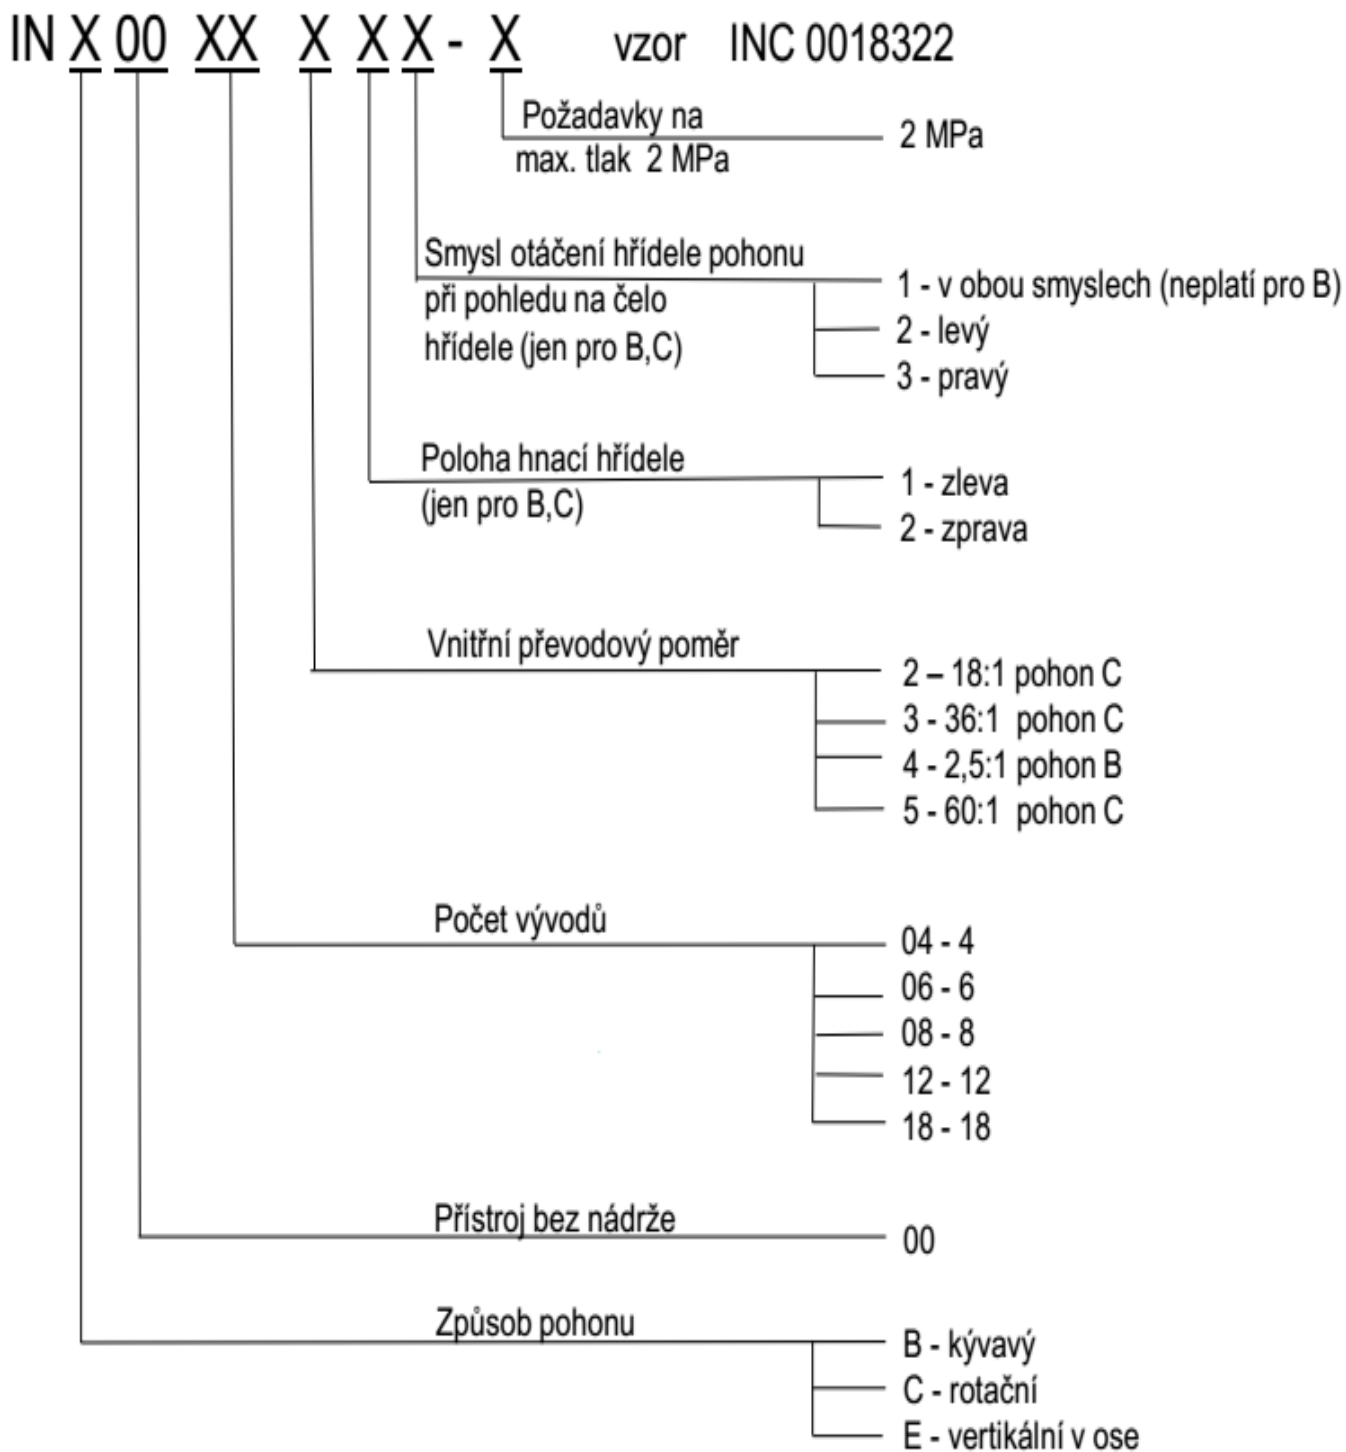 IN X 00 XX X X X - X vzor INC 0018322
Požadavky na
max. tlak 2 MPa
2 MPa
Smysl otáčení hřídele pohonu
při pohledu na čelo
hřídele (jen pro B,C)
1 - v obou smyslech (neplatí pro B)
2 - levý
3 - pravý
Poloha hnací hřídele
(jen pro B,C)
1 - zleva
2 - zprava
Vnitřní převodový poměr
2 – 18:1 pohon C
3 - 36:1 pohon C
4 - 2,5:1 pohon B
5 - 60:1 pohon C
Počet vývodů
04 - 4
06 - 6
08 - 8
12 - 12
18 - 18
Přístroj bez nádrže
00
Způsob pohonu
B - kývavý
C - rotační
E - vertikální v ose